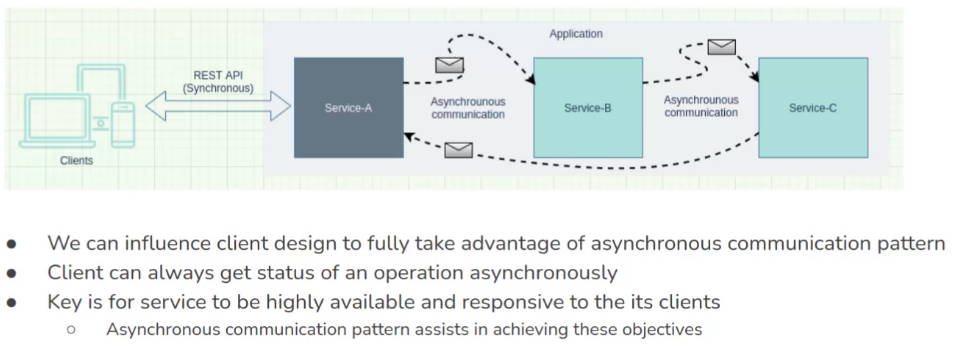 Application
REST API
(Synchronous)
Service-A
Asynchrounous
communication
Service-B
Asynchrounous
communication
Service-C
Clients
● We can influence client design to fully take advantage of asynchronous communication pattern
● Client can always get status of an operation asynchronously
● Key is for service to be highly available and responsive to the its clients
○ Asynchronous communication pattern assists in achieving these objectives